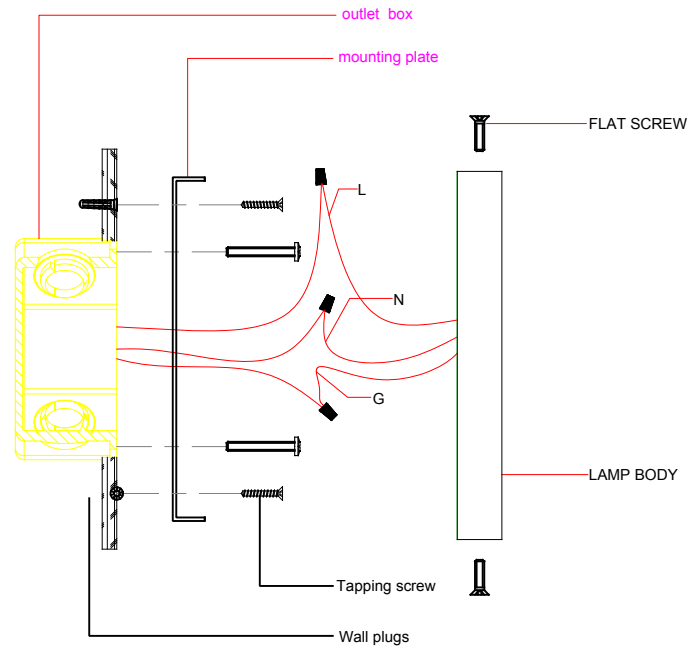 outlet box
mounting plate
FLAT SCREW
L
N
G
LAMP BODY
Tapping screw
Wall plugs